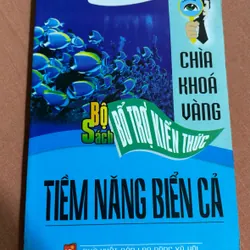 CHÌA
KHOÁ
VÀNG
Bộ
Sách
BỔ TRỢ KIẾN THỨC
TIỀM NĂNG BIỂN CẢ